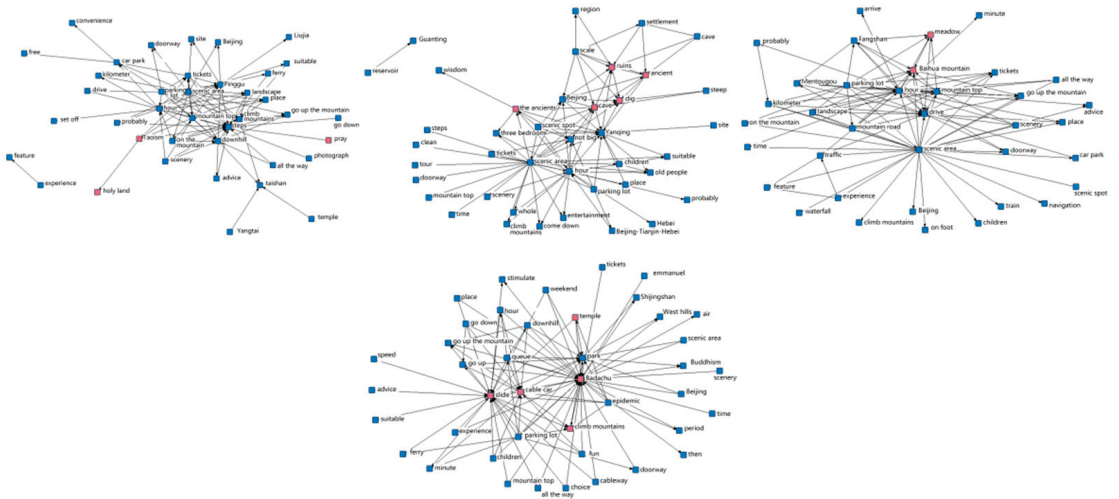 convenience
free
car park
doorway
site
Beijing
Liujia
suitable
kilometer
tickets
Pinggu
ferry
drive
parking lot
scenic area
landscape
place
hour
set off
probably
mountain top
climb mountains
go up the mountain
go down
steps
Taoism
on the mountain
downhill
pray
photograph
scenery
all the way
feature
experience
advice
taishan
holy land
temple
Yangtai
Guanting
reservoir
region
settlement
scale
cave
wisdom
ruins
ancient
steep
Beijing
dig
the ancients
cave
steps
three bedroom
scenic spot
not big
Yanqing
site
clean
tickets
tour
scenic area
children
suitable
doorway
hour
old people
mountain top
scenery
place
parking lot
probably
time
whole
entertainment
climb mountains
come down
Hebei
Beijing-Tianjin-Hebei
arrive
minute
probably
Fangshan
meadow
Baihua mountain
tickets
Mentougou
parking lot
all the way
hour
mountain top
go up the mountain
kilometer
advice
landscape
drive
place
on the mountain
mountain road
scenery
time
scenic area
doorway
traffic
car park
feature
experience
scenic spot
waterfall
train
navigation
climb mountains
Beijing
children
on foot
tickets
emmanuel
stimulate
weekend
place
Shijingshan
hour
temple
West hills
air
go down
downhill
go up the mountain
scenic area
speed
queue
park
go up
Buddhism
Badachu
scenery
advice
slide
cable car
Beijing
epidemic
suitable
time
experience
climb mountains
period
parking lot
ferry
children
fun
then
minute
doorway
mountain top
cableway
choice
all the way